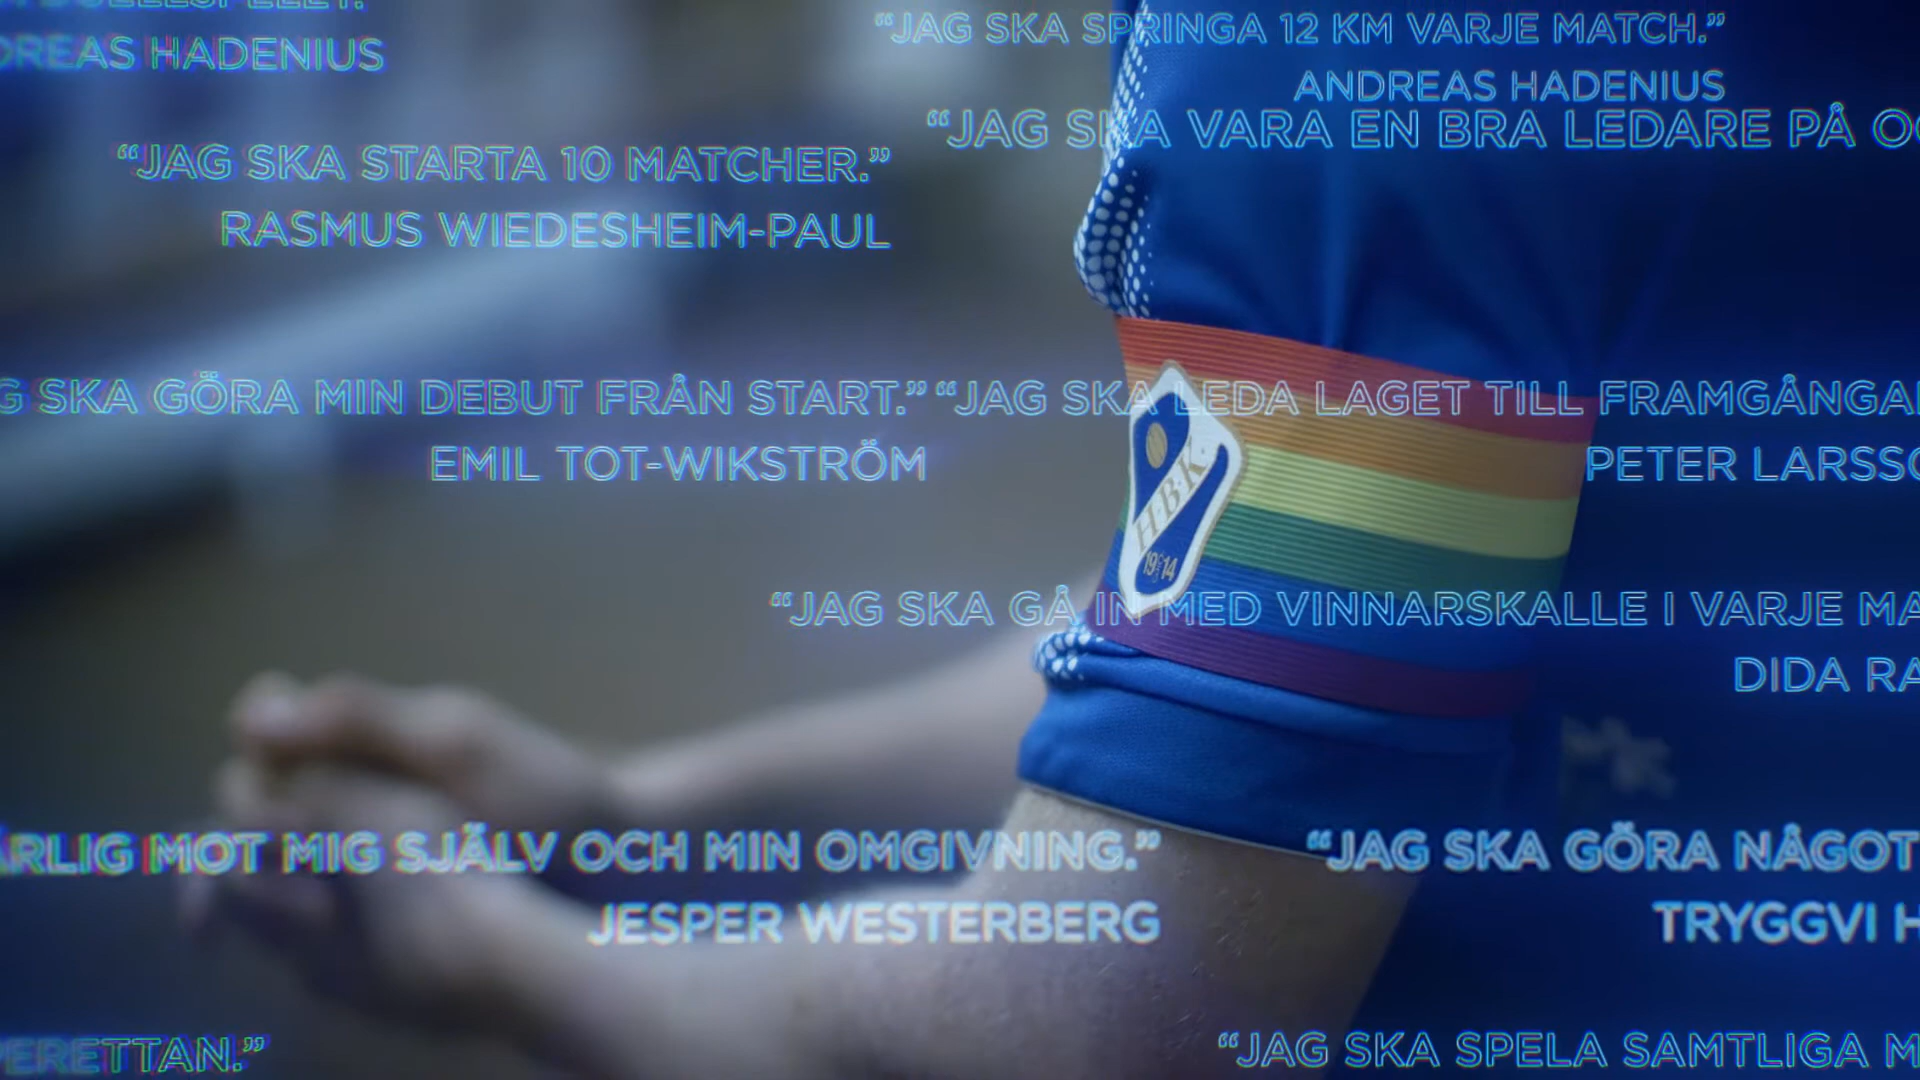 HADENIUS
"JAG SKA SPRINGA 12 KM VARJE MATCH."
ANDREAS HADENIUS
"JAG SKA VARA EN BRA LEDARE PÅ
"JAG SKA STARTA 10 MATCHER."
RASMUS WIEDESHEIM-PAUL
SKA GÖRA MIN DEBUT FRÅN START."
EMIL TOT-WIKSTRÖM
"JAG SKA LEDA LAGET TILL
PETER
H.B.K.
1914
"JAG SKA GÅ IN MED VINNARSKALLE I VARJE
DIDA
MOT MIG SJÄLV OCH MIN OMGIVNING."
JESPER WESTERBERG
"JAG SKA GÖRA NÅGOT
TRYGGVI
"JAG SKA SPELA SAMTLIGA